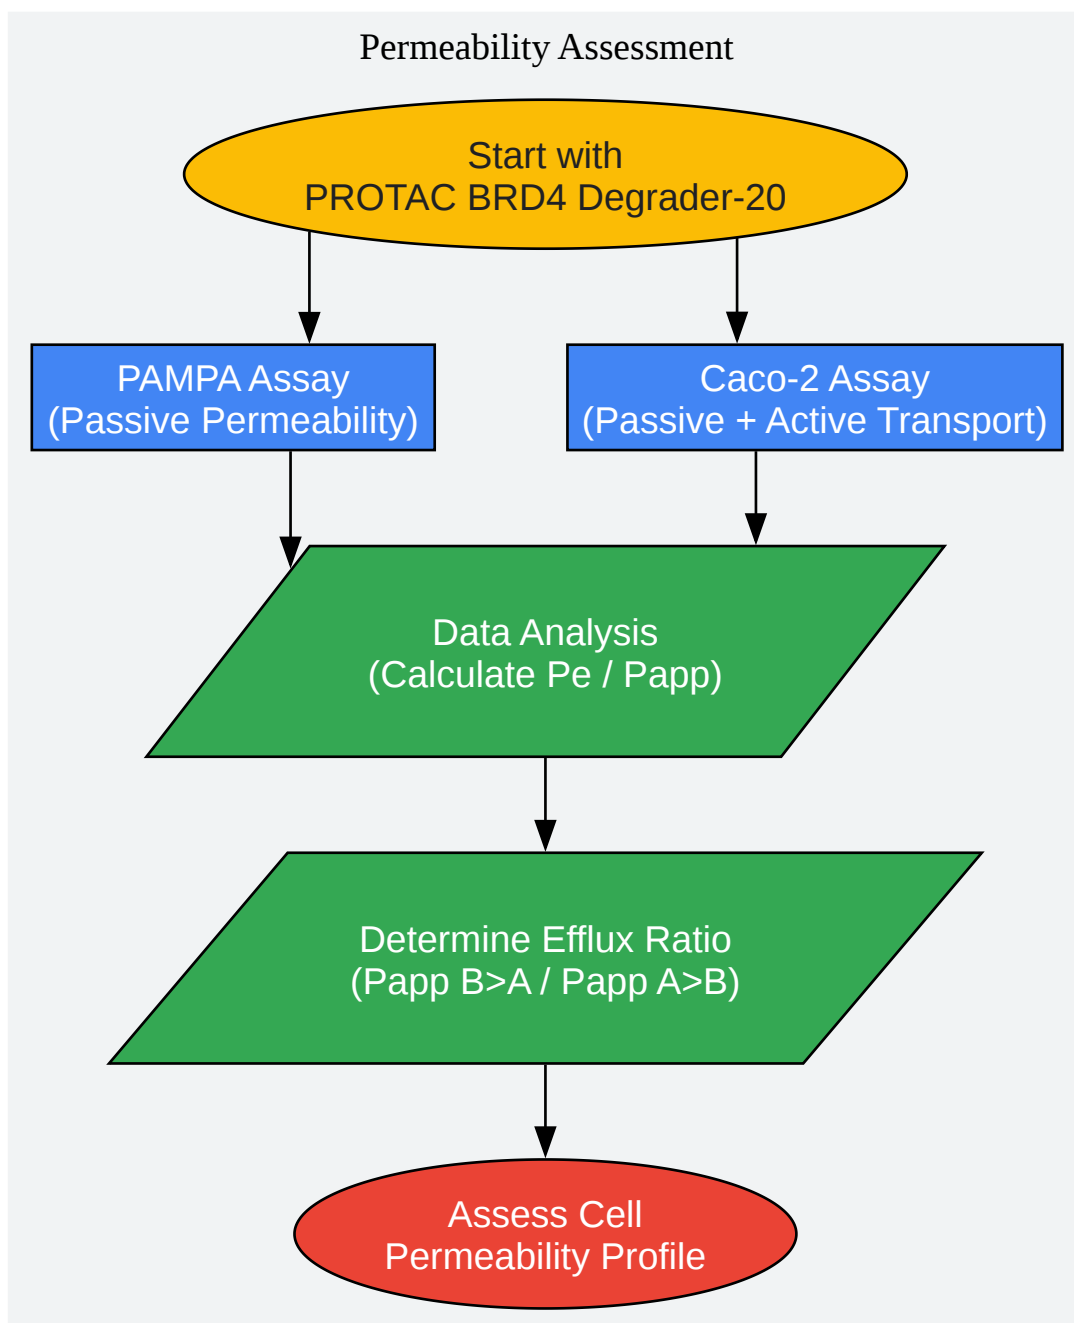 Permeability Assessment
Start with
PROTAC BRD4 Degrader-20
PAMPA Assay
(Passive Permeability)
Caco-2 Assay
(Passive + Active Transport)
Data Analysis
(Calculate Pe / Papp)
Determine Efflux Ratio
(Papp B>A / Papp A>B)
Assess Cell
Permeability Profile